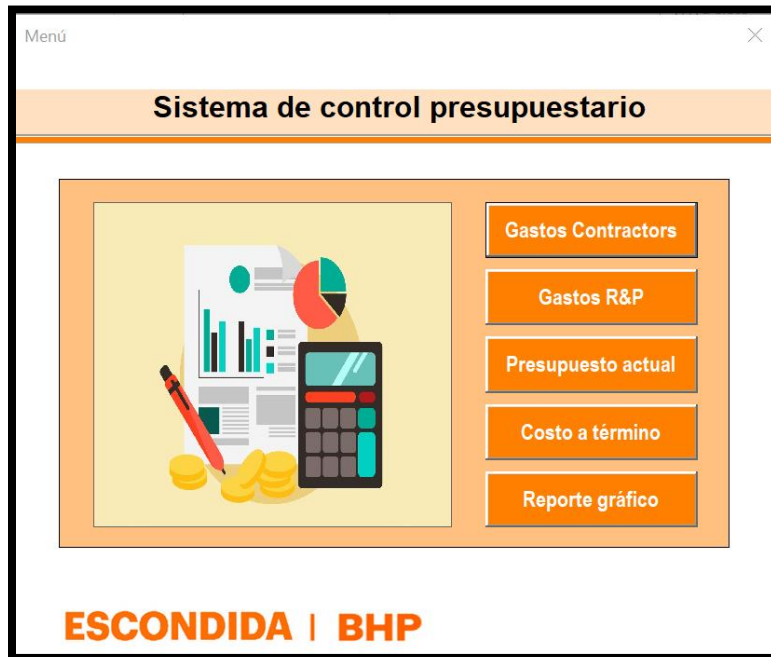 Menú
Sistema de control presupuestario
Gastos Contractors
Gastos R&P
Presupuesto actual
Costo a término
Reporte gráfico
ESCONDIDA | BHP